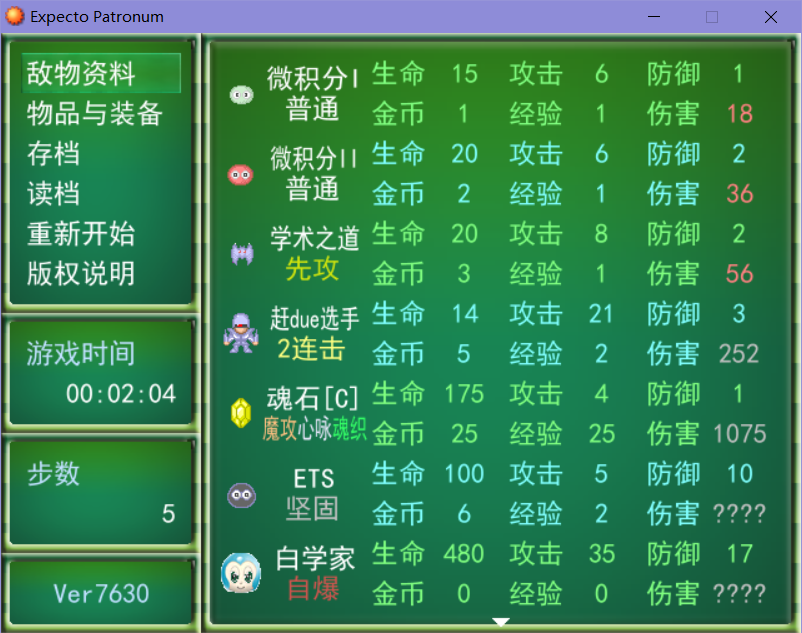 Expecto Patronum
敌物资料
物品与装备
存档
读档
重新开始
版权说明
游戏时间
00:02:04
步数
5
Ver7630
微积分I 生命 15 攻击 6 防御 1
普通 金币 1 经验 1 伤害 18
微积分II 生命 20 攻击 6 防御 2
普通 金币 2 经验 1 伤害 36
学术之道 生命 20 攻击 8 防御 2
先攻 金币 3 经验 1 伤害 56
赶due选手 生命 14 攻击 21 防御 3
2连击 金币 5 经验 2 伤害 252
魂石[C] 生命 175 攻击 4 防御 1
魔攻心咏魂织 金币 25 经验 25 伤害 1075
ETS 生命 100 攻击 5 防御 10
坚固 金币 6 经验 2 伤害 ????
白学家 生命 480 攻击 35 防御 17
自爆 金币 0 经验 0 伤害 ????